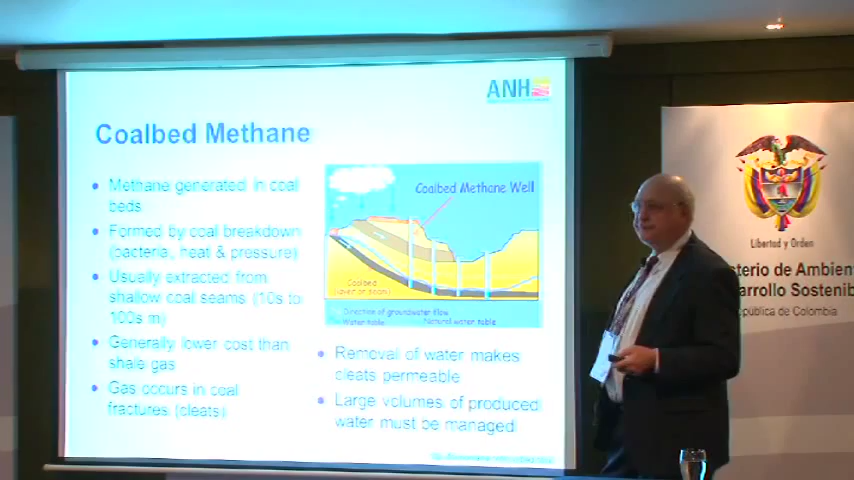 ANH
Coalbed Methane
• Methane generated in coal
beds
• Formed by coal breakdown
(bacteria, heat & pressure)
• Usually extracted from
shallow coal seams (10s to
100s m)
• Generally lower cost than
shale gas
• Gas occurs in coal
fractures (cleats)
Coalbed Methane Well
Coalbed
Direction of groundwater flow
Water table
Natural water table
• Removal of water makes
cleats permeable
• Large volumes of produced
water must be managed
Libertad y Orden
sterio de Ambien
arrollo Sostenib
pública de Colombia